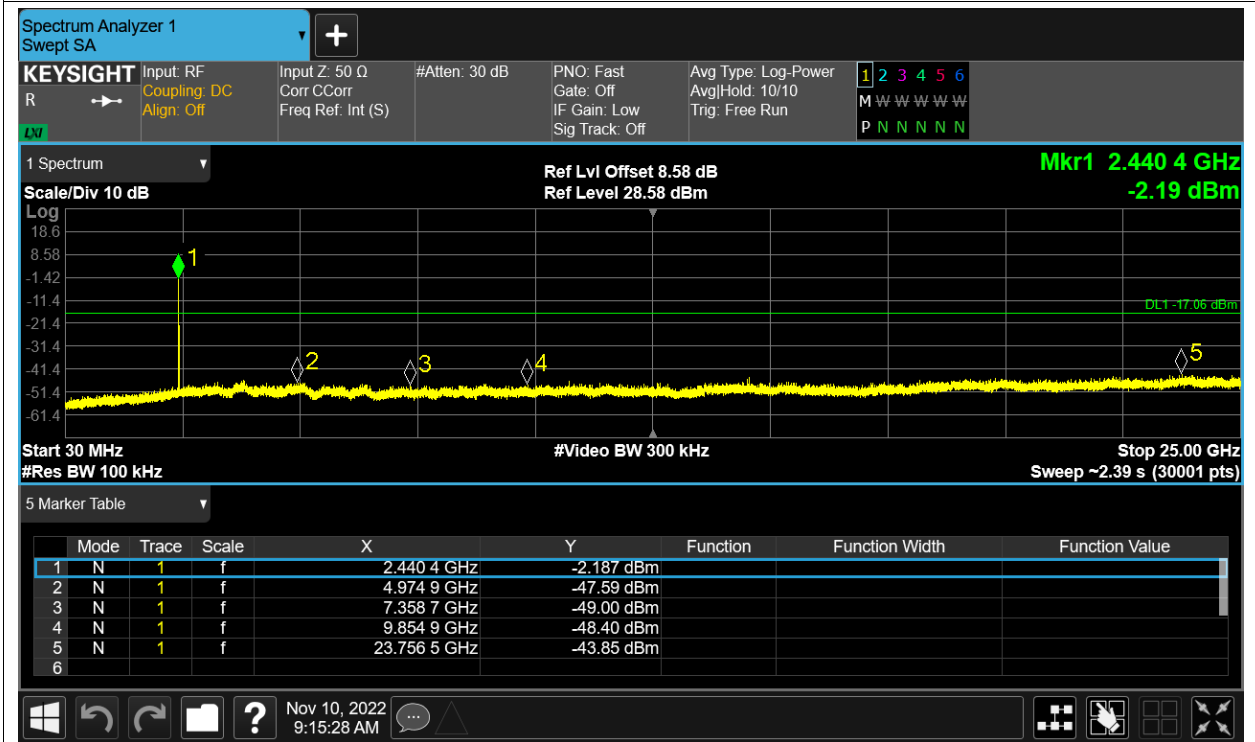 Spectrum Analyzer 1
Swept SA
+
KEYSIGHT
R
LXI
Input: RF
Coupling: DC
Align: Off
Input Z: 50 Ω
Corr CCorr
Freq Ref: Int (S)
#Atten: 30 dB
PNO: Fast
Gate: Off
IF Gain: Low
Sig Track: Off
Avg Type: Log-Power
Avg|Hold: 10/10
Trig: Free Run
1 2 3 4 5 6
M W W W W W
P N N N N N
1 Spectrum
Scale/Div 10 dB
Ref Lvl Offset 8.58 dB
Ref Level 28.58 dBm
Mkr1 2.440 4 GHz
-2.19 dBm
Log
18.6
8.58
-1.42
-11.4
-21.4
-31.4
-41.4
-51.4
-61.4
1
2
3
4
5
DL1 -17.06 dBm
Start 30 MHz
#Res BW 100 kHz
#Video BW 300 kHz
Stop 25.00 GHz
Sweep ~2.39 s (30001 pts)
5 Marker Table
Mode Trace Scale X Y Function Function Width Function Value
1 N 1 f 2.440 4 GHz -2.187 dBm
2 N 1 f 4.974 9 GHz -47.59 dBm
3 N 1 f 7.358 7 GHz -49.00 dBm
4 N 1 f 9.854 9 GHz -48.40 dBm
5 N 1 f 23.756 5 GHz -43.85 dBm
6
?
Nov 10, 2022
9:15:28 AM